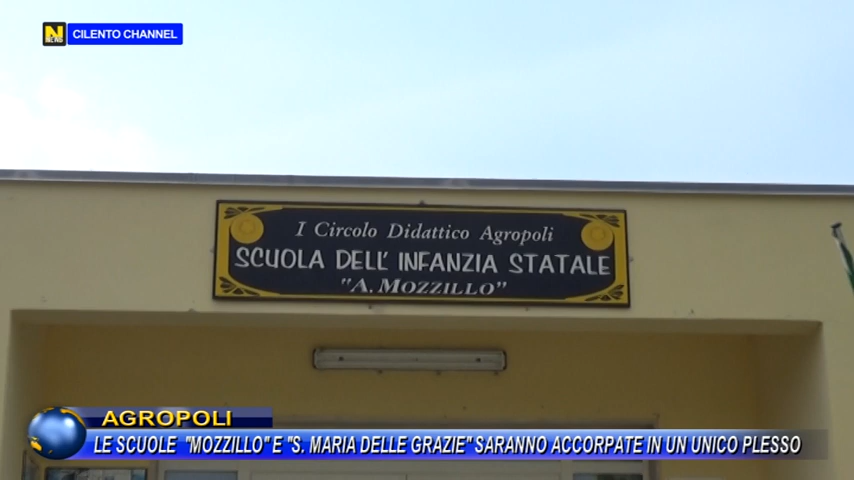 N
CILENTO CHANNEL
I Circolo Didattico Agropoli
SCUOLA DELL' INFANZIA STATALE
"A. MOZZILLO"
AGROPOLI
LE SCUOLE "MOZZILLO" E "S. MARIA DELLE GRAZIE" SARANNO ACCORPATE IN UN UNICO PLESSO